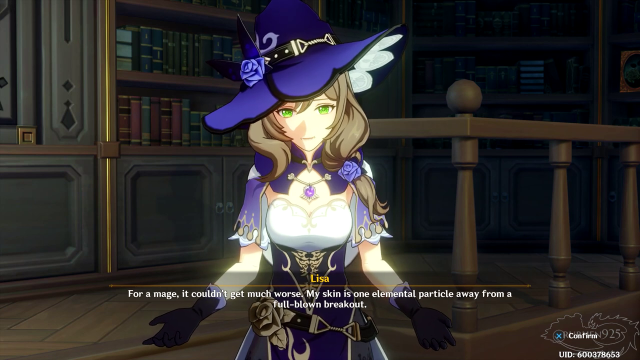 Lisa
For a mage, it couldn't get much worse. My skin is one elemental particle away from a
full-blown breakout.
Confirm
UID: 600378653